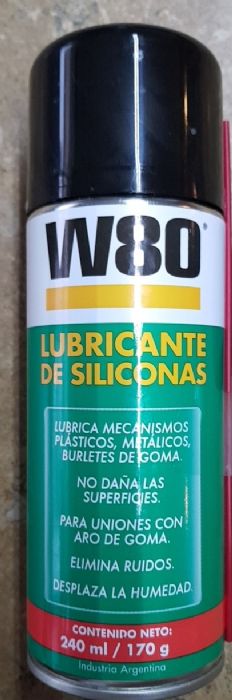 W80®
LUBRICANTE
DE SILICONAS
LUBRICA MECANISMOS
PLÁSTICOS, METÁLICOS,
BURLETES DE GOMA.
NO DAÑA LAS
SUPERFICIES.
PARA UNIONES CON
ARO DE GOMA.
ELIMINA RUIDOS.
DESPLAZA LA HUMEDAD.
CONTENIDO NETO:
240 ml / 170 g
Industria Argentina